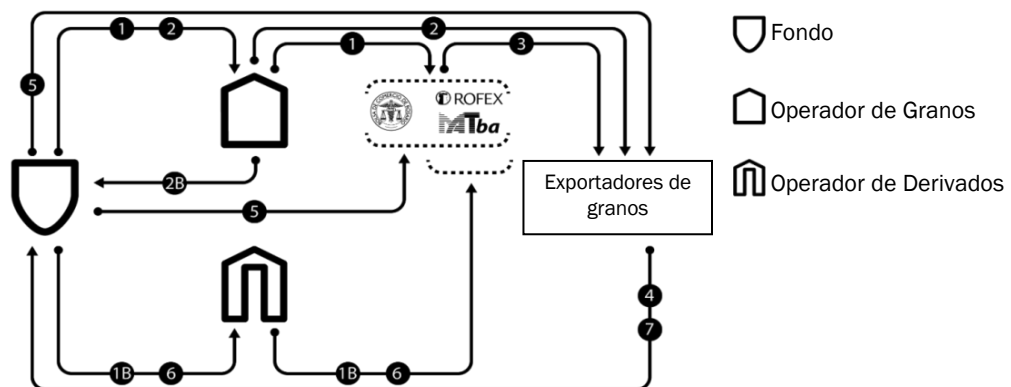 1 2 2
1 3
5
ROFEX
MATba
2B
5
Exportadores de
granos
4
7
1B 6 1B 6
Fondo
Operador de Granos
Operador de Derivados